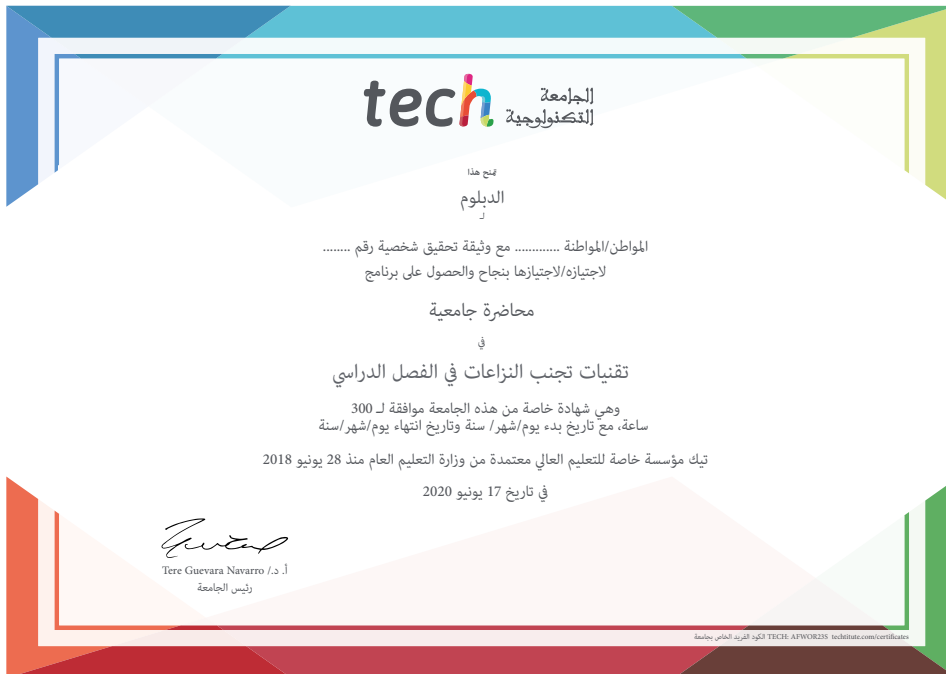 tech الجامعة
التكنولوجية
يمنح هذا
الدبلوم
لـ
المواطن/المواطنة ............ مع وثيقة تحقيق شخصية رقم ........
لاجتيازه/لاجتيازها بنجاح والحصول على برنامج
محاضرة جامعية
في
تقنيات تجنب النزاعات في الفصل الدراسي
وهي شهادة خاصة من هذه الجامعة موافقة لـ 300
ساعة، مع تاريخ بدء يوم/شهر/ سنة وتاريخ انتهاء يوم/شهر/سنة
تيك مؤسسة خاصة للتعليم العالي معتمدة من وزارة التعليم العام منذ 28 يونيو 2018
في تاريخ 17 يونيو 2020
أ. د./ Tere Guevara Navarro
رئيس الجامعة
الكود الفريد الخاص بجامعة TECH: AFWOR23S techtitute.com/certificates